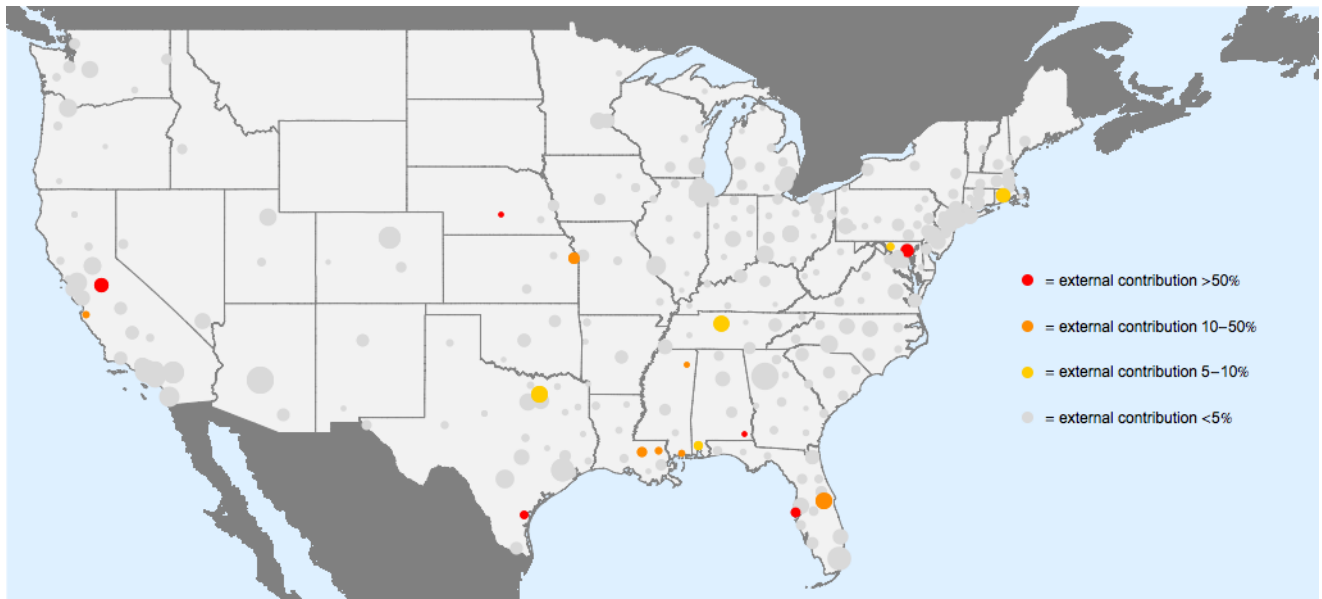 = external contribution >50%
= external contribution 10–50%
= external contribution 5–10%
= external contribution <5%